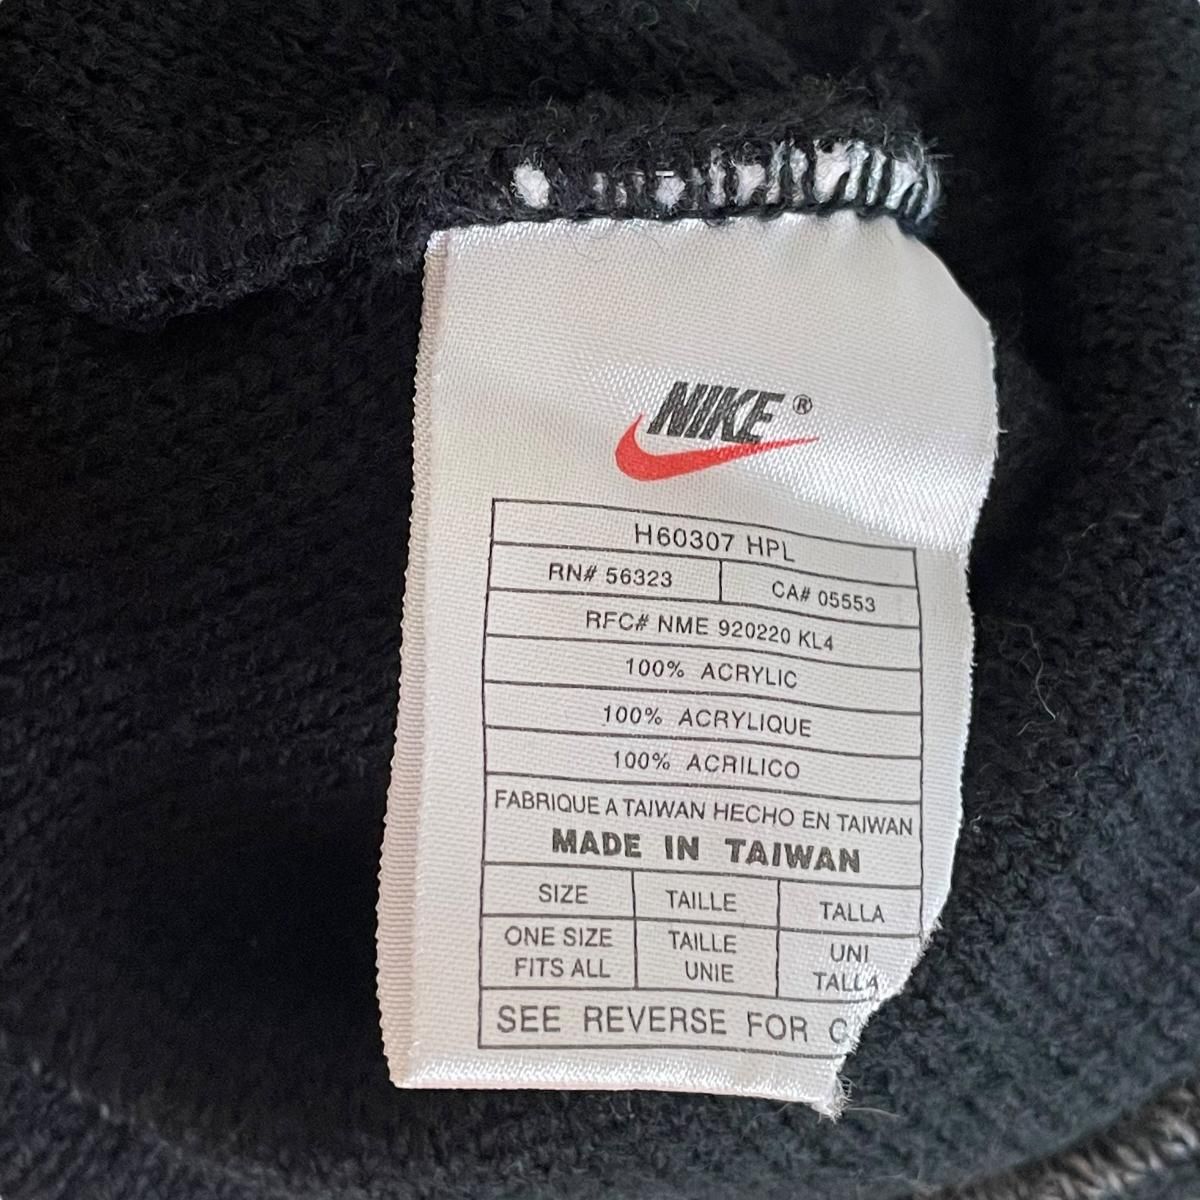 NIKE®
H60307 HPL
RN# 56323 CA# 05553
RFC# NME 920220 KL4
100% ACRYLIC
100% ACRYLIQUE
100% ACRILICO
FABRIQUE A TAIWAN HECHO EN TAIWAN
MADE IN TAIWAN
SIZE TAILLE TALLA
ONE SIZE TAILLE UNI
FITS ALL UNIE TALLA
SEE REVERSE FOR